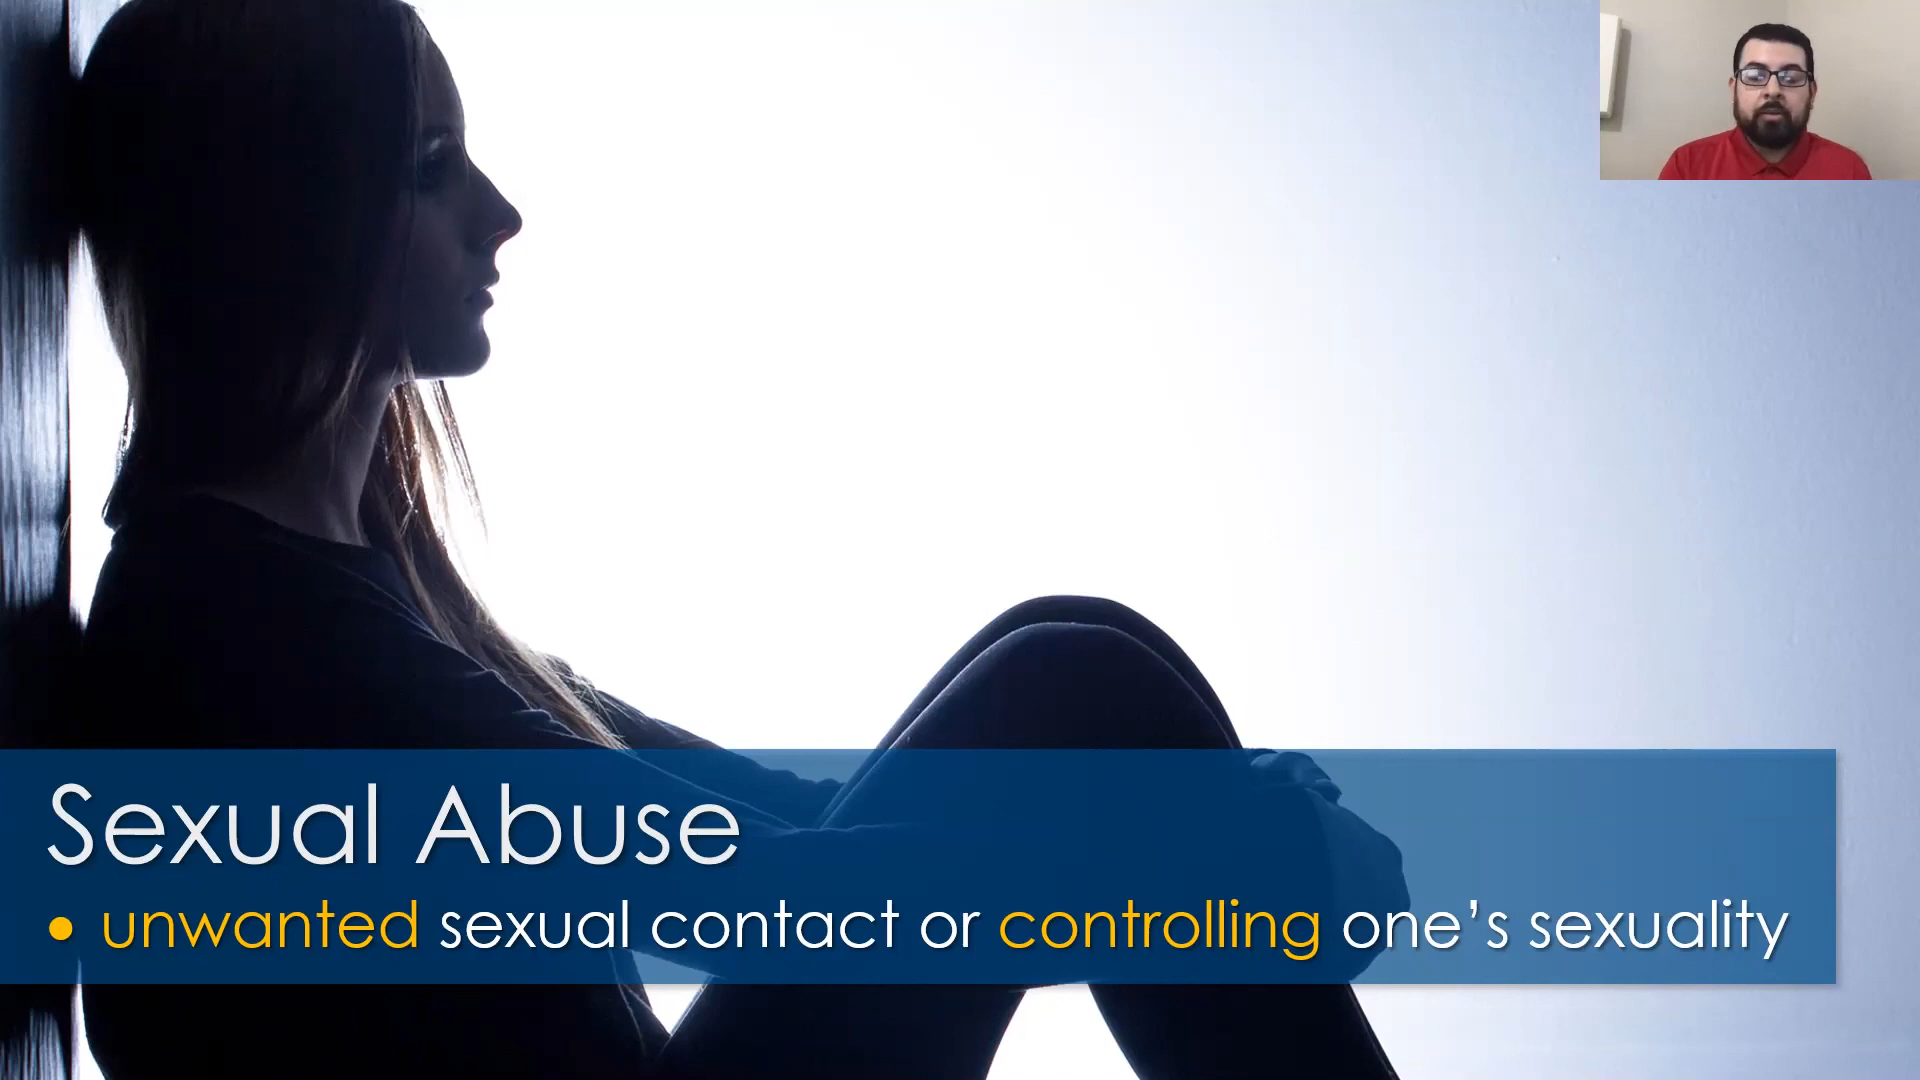 Sexual Abuse
• unwanted sexual contact or controlling one’s sexuality